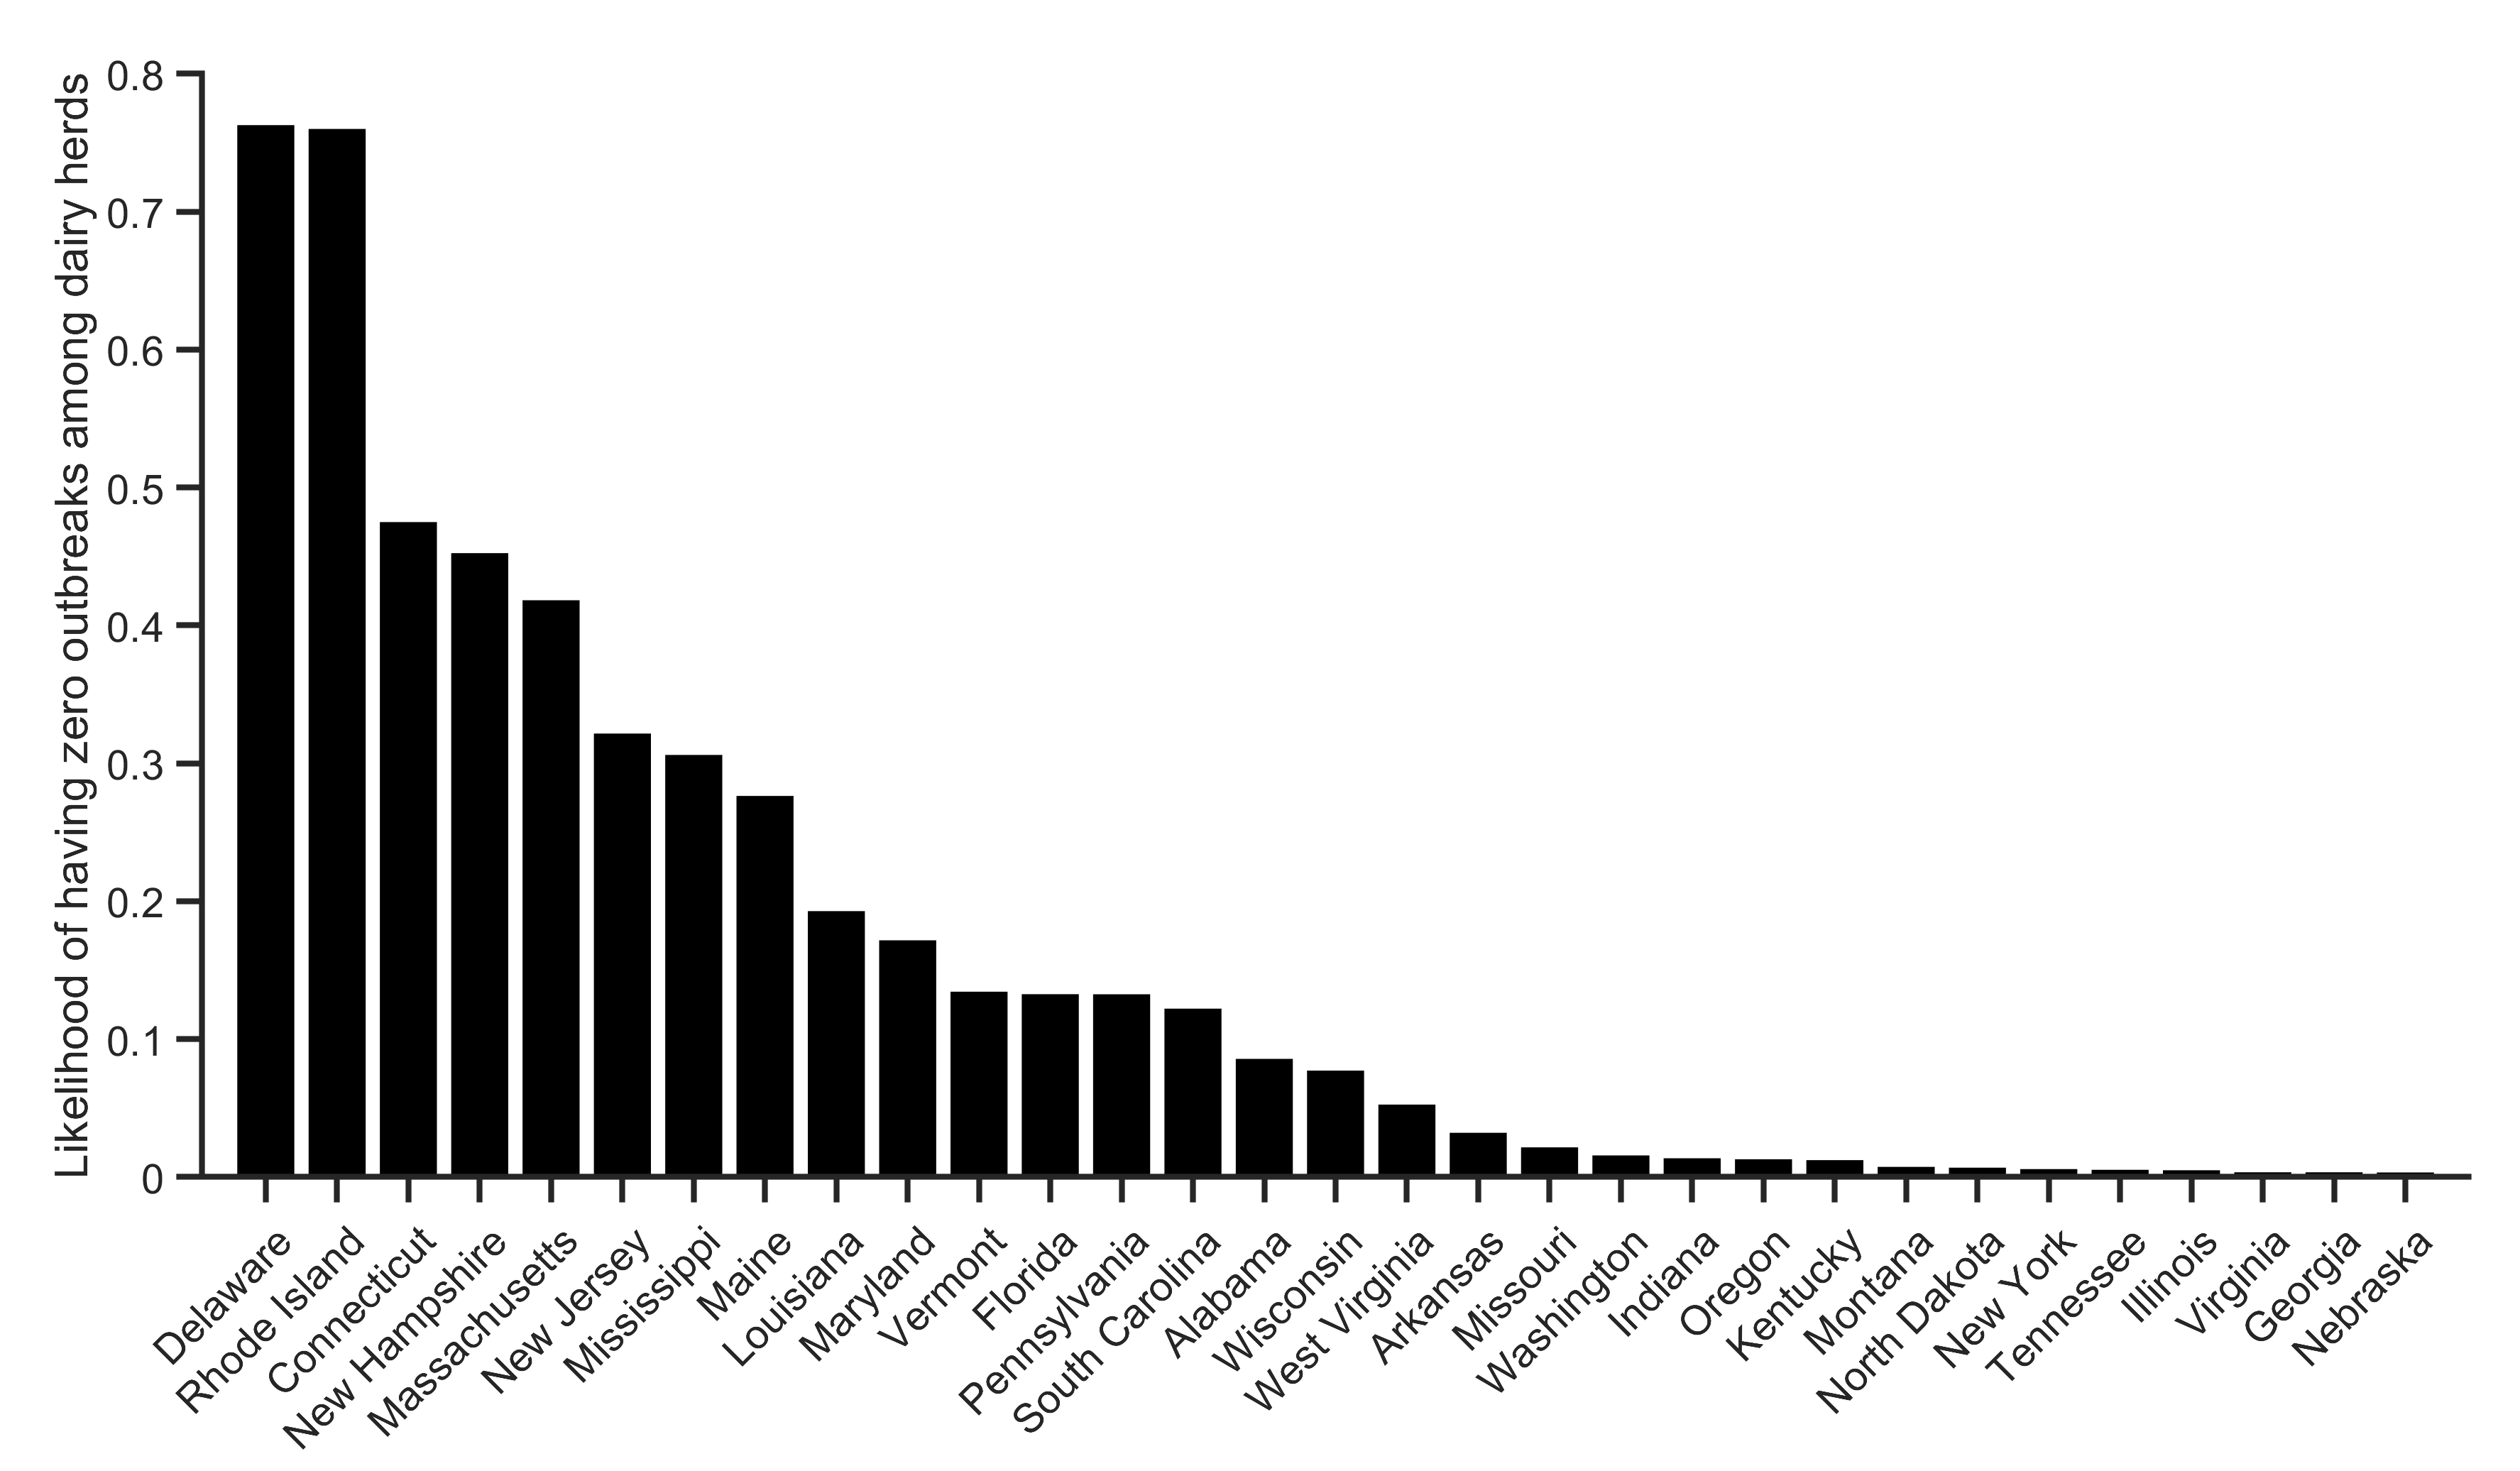 Likelihood of having zero outbreaks among dairy herds
0.8
0.7
0.6
0.5
0.4
0.3
0.2
0.1
0
Delaware
Rhode Island
Connecticut
New Hampshire
Massachusetts
New Jersey
Mississippi
Maine
Louisiana
Maryland
Vermont
Florida
Pennsylvania
South Carolina
Alabama
Wisconsin
West Virginia
Arkansas
Missouri
Washington
Indiana
Oregon
Kentucky
Montana
North Dakota
New York
Tennessee
Illinois
Virginia
Georgia
Nebraska